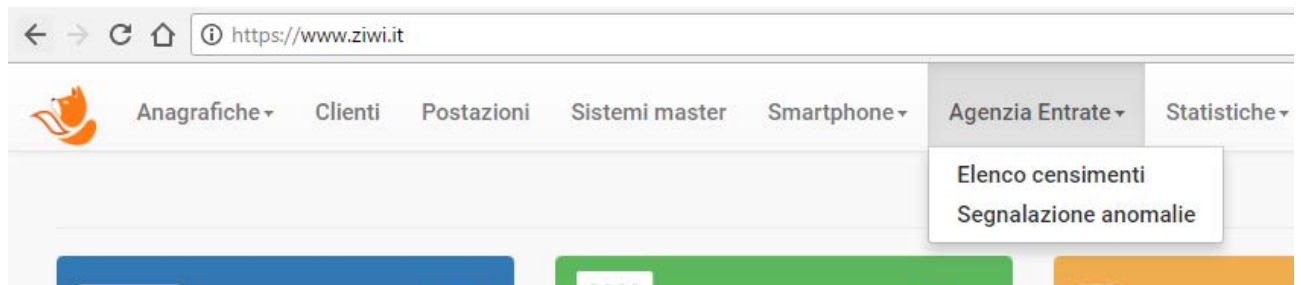 https://www.ziwi.it
Anagrafiche Clienti Postazioni Sistemi master Smartphone Agenzia Entrate Statistiche
Elenco censimenti
Segnalazione anomalie